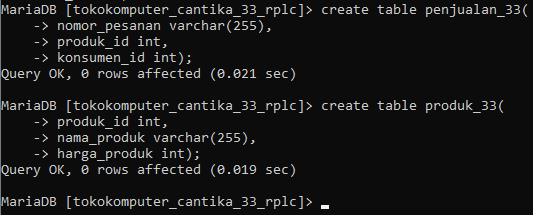 MariaDB [tokokomputer_cantika_33_rplc]> create table penjualan_33(
    -> nomor_pesanan varchar(255),
    -> produk_id int,
    -> konsumen_id int);
Query OK, 0 rows affected (0.021 sec)

MariaDB [tokokomputer_cantika_33_rplc]> create table produk_33(
    -> produk_id int,
    -> nama_produk varchar(255),
    -> harga_produk int);
Query OK, 0 rows affected (0.019 sec)

MariaDB [tokokomputer_cantika_33_rplc]>